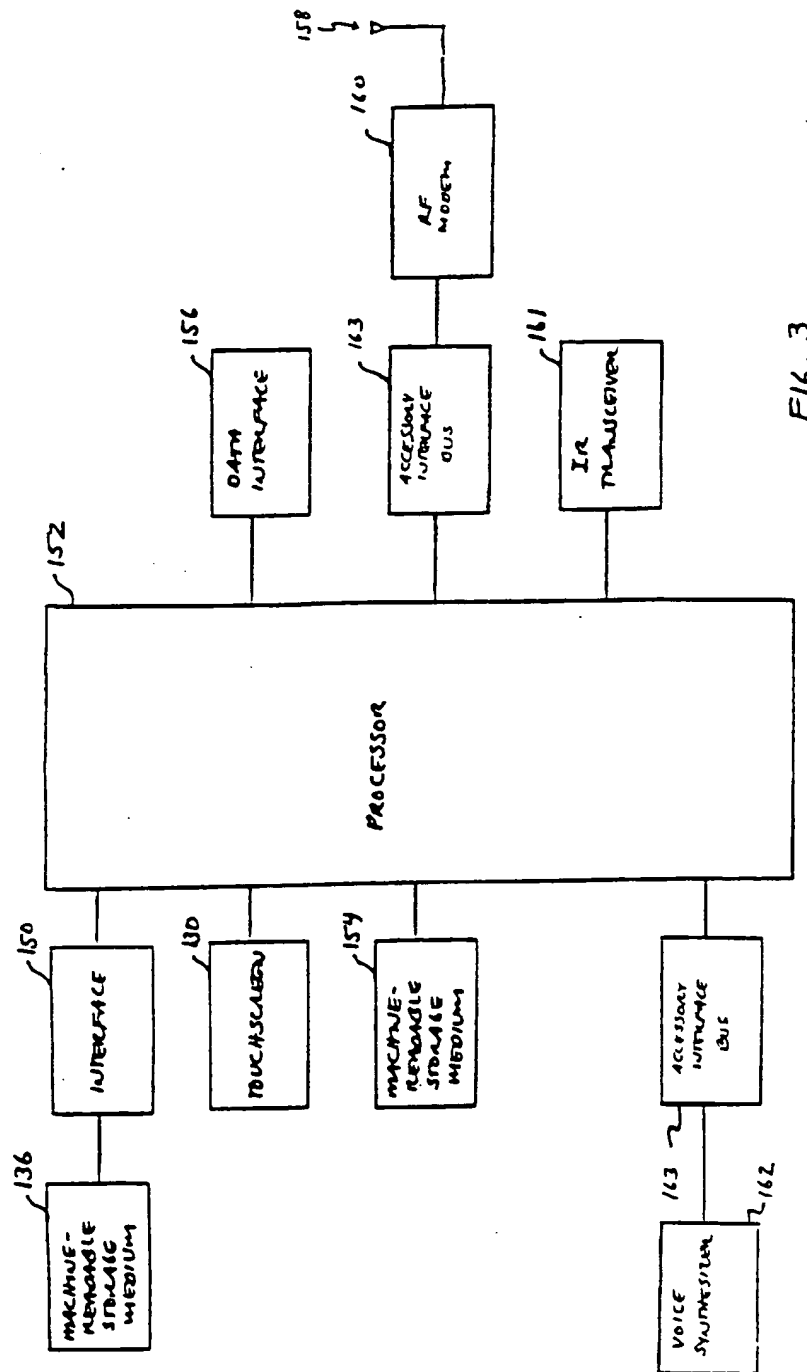 158
160
RF
MODEM
156
DATA
INTERFACE
163
ACCESSORY
INTERFACE
BUS
161
IR
TRANSCEIVER
FIG. 3
152
PROCESSOR
150
INTERFACE
130
TOUCHSCREEN
154
MACHINE-
READABLE
STORAGE
MEDIUM
ACCESSORY
INTERFACE
BUS
163
136
MACHINE-
READABLE
STORAGE
MEDIUM
162
VOICE
SYNTHESIZER